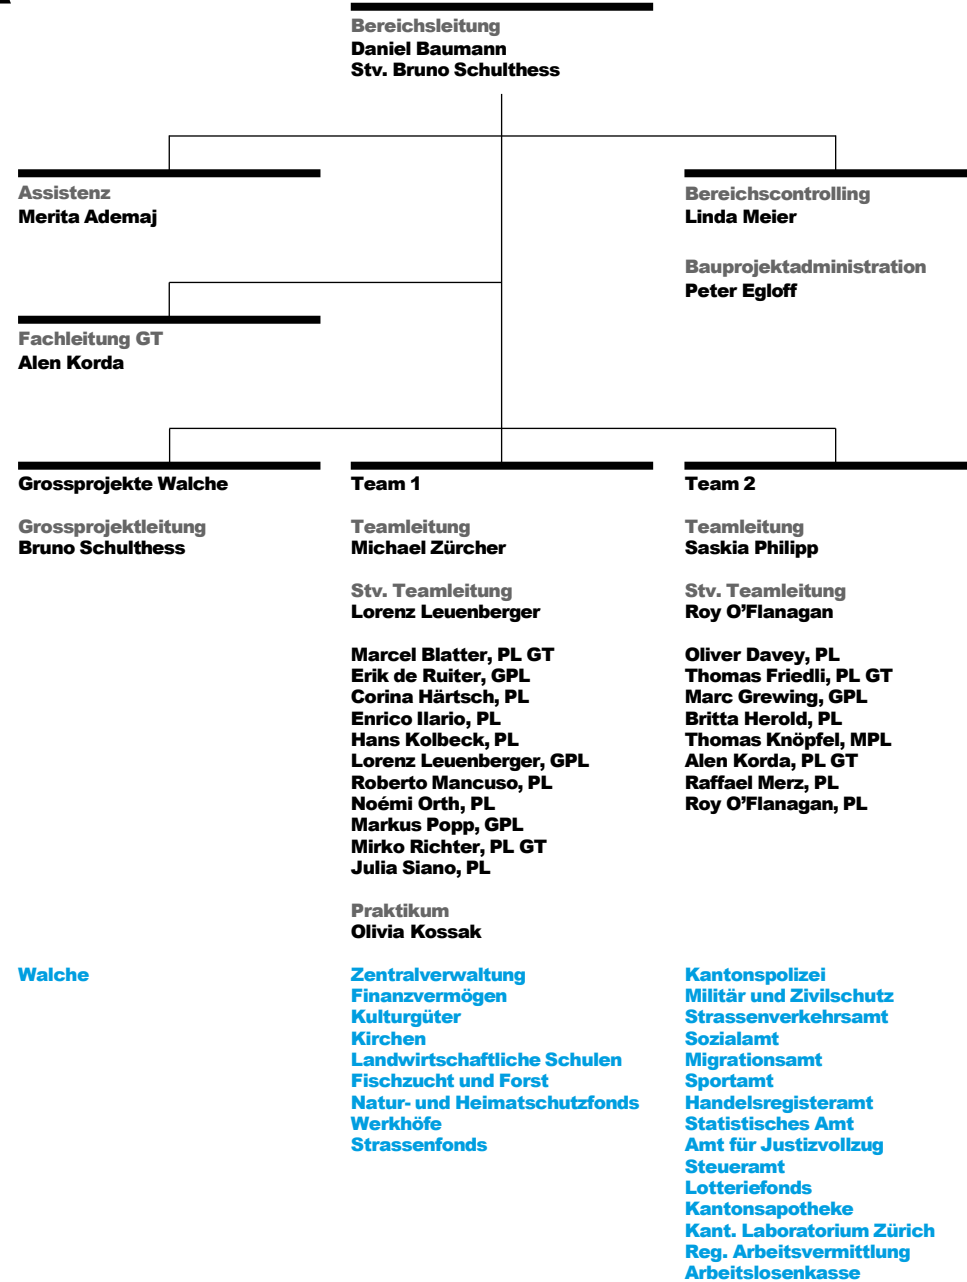 Bereichsleitung
Daniel Baumann
Stv. Bruno Schulthess
Assistenz
Merita Ademaj
Bereichscontrolling
Linda Meier
Bauprojektadministration
Peter Egloff
Fachleitung GT
Alen Korda
Grossprojekte Walche
Grossprojektleitung
Bruno Schulthess
Walche
Team 1
Teamleitung
Michael Zürcher
Stv. Teamleitung
Lorenz Leuenberger
Marcel Blatter, PL GT
Erik de Ruiter, GPL
Corina Härtsch, PL
Enrico Ilario, PL
Hans Kolbeck, PL
Lorenz Leuenberger, GPL
Roberto Mancuso, PL
Noémi Orth, PL
Markus Popp, GPL
Mirko Richter, PL GT
Julia Siano, PL
Praktikum
Olivia Kossak
Zentralverwaltung
Finanzvermögen
Kulturgüter
Kirchen
Landwirtschaftliche Schulen
Fischzucht und Forst
Natur- und Heimatschutzfonds
Werkhöfe
Strassenfonds
Team 2
Teamleitung
Saskia Philipp
Stv. Teamleitung
Roy O’Flanagan
Oliver Davey, PL
Thomas Friedli, PL GT
Marc Grewing, GPL
Britta Herold, PL
Thomas Knöpfel, MPL
Alen Korda, PL GT
Raffael Merz, PL
Roy O’Flanagan, PL
Kantonspolizei
Militär und Zivilschutz
Strassenverkehrsamt
Sozialamt
Migrationsamt
Sportamt
Handelsregisteramt
Statistisches Amt
Amt für Justizvollzug
Steueramt
Lotteriefonds
Kantonsapotheke
Kant. Laboratorium Zürich
Reg. Arbeitsvermittlung
Arbeitslosenkasse